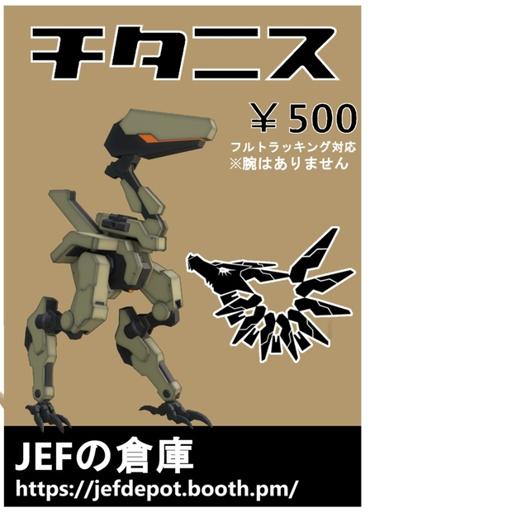 チタニス
￥500
フルトラッキング対応
※腕はありません
JEFの倉庫
https://jefdepot.booth.pm/